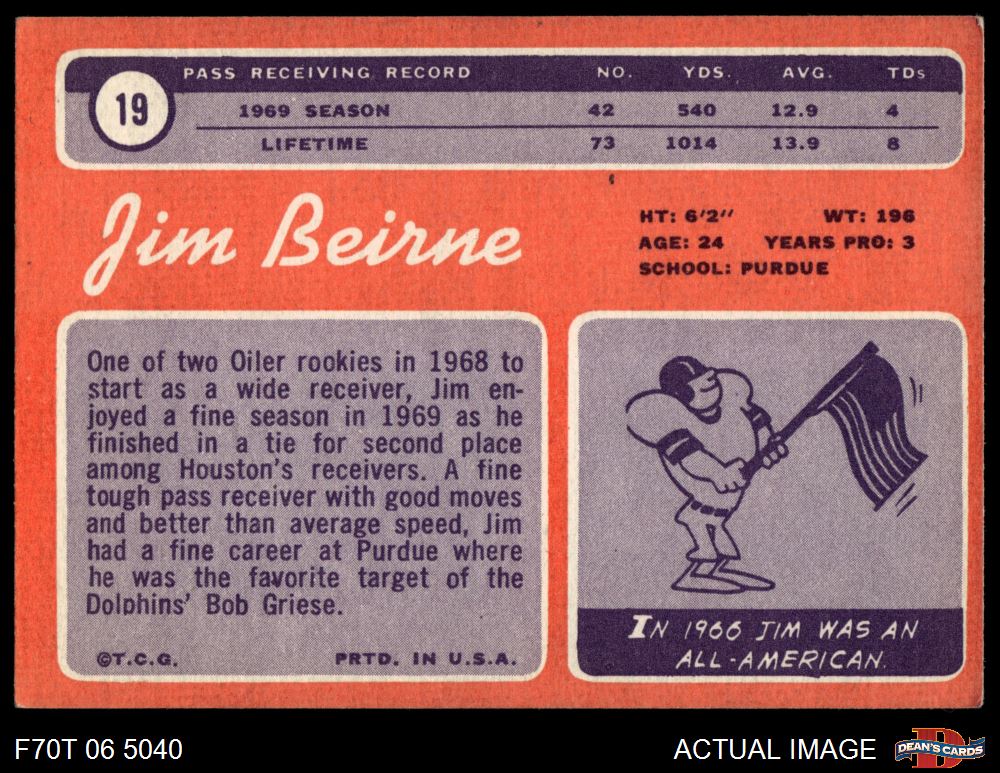 19
PASS RECEIVING RECORD NO. YDS. AVG. TDs
1969 SEASON 42 540 12.9 4
LIFETIME 73 1014 13.9 8
Jim Beirne
HT: 6'2" WT: 196
AGE: 24 YEARS PRO: 3
SCHOOL: PURDUE
One of two Oiler rookies in 1968 to
start as a wide receiver, Jim en-
joyed a fine season in 1969 as he
finished in a tie for second place
among Houston's receivers. A fine
tough pass receiver with good moves
and better than average speed, Jim
had a fine career at Purdue where
he was the favorite target of the
Dolphins' Bob Griese.
©T.C.G. PRTD. IN U.S.A.
IN 1966 JIM WAS AN
ALL-AMERICAN.
F70T 06 5040
ACTUAL IMAGE
D
DEAN'S CARDS